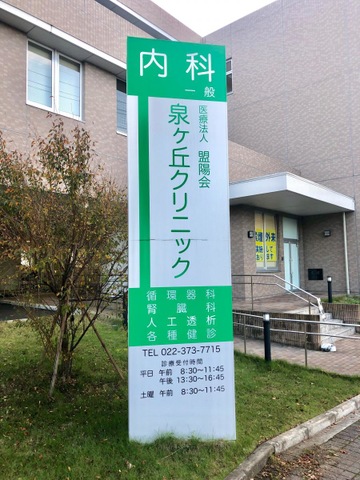 内科
一般
医療法人 盟陽会
泉ヶ丘クリニック
循環器科
腎臓科
人工透析
各種健診
TEL 022-373-7715
診療受付時間
平日 午前 8:30〜11:45
午後 13:30〜16:45
土曜 午前 8:30〜11:45
外来